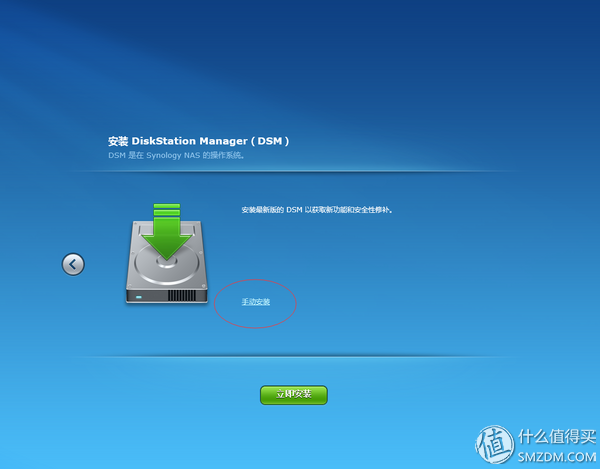 安装 DiskStation Manager（DSM）
DSM 是在 Synology NAS 的操作系统。
安装最新版的 DSM 以获取新功能和安全性修补。
手动安装
立即安装
值 什么值得买
SMZDM.COM